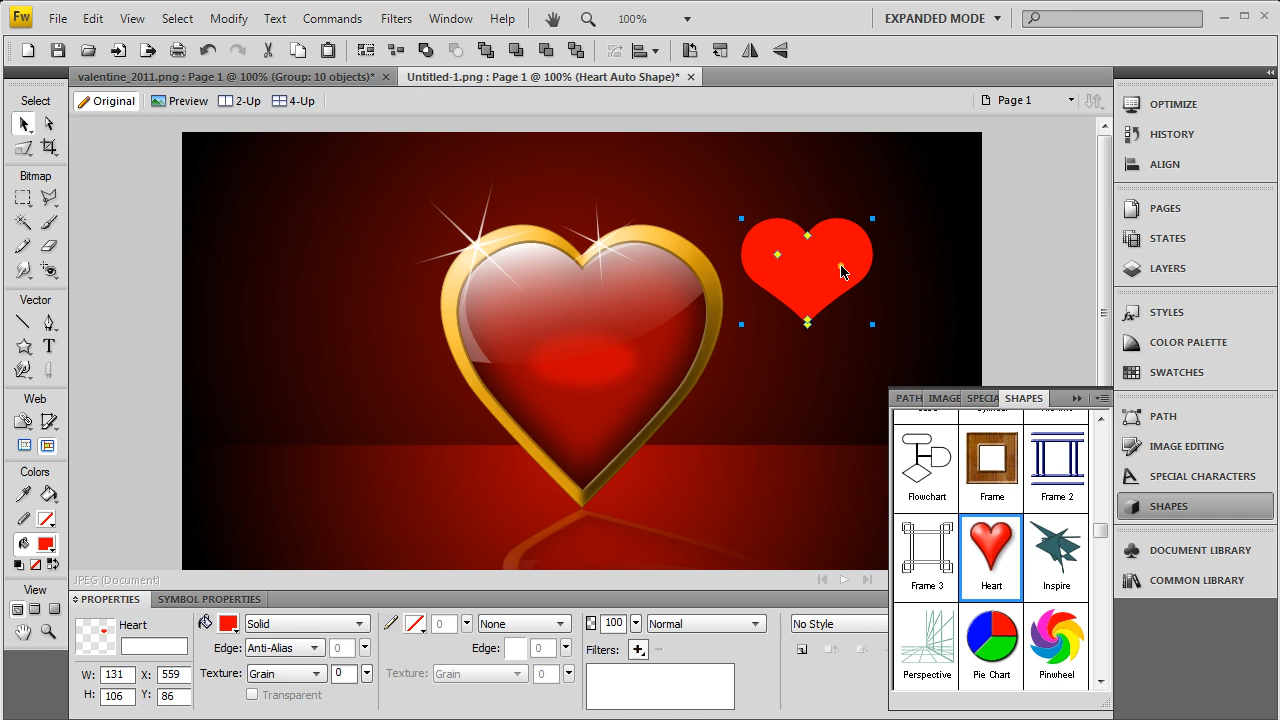 Fw File Edit View Select Modify Text Commands Filters Window Help 100% EXPANDED MODE
valentine_2011.png : Page 1 @ 100% (Group: 10 objects)* Untitled-1.png : Page 1 @ 100% (Heart Auto Shape)*
Original Preview 2-Up 4-Up Page 1
Select
Bitmap
Vector
T
Web
Colors
View
OPTIMIZE
HISTORY
ALIGN
PAGES
STATES
LAYERS
STYLES
COLOR PALETTE
SWATCHES
PATH
IMAGE EDITING
SPECIAL CHARACTERS
SHAPES
DOCUMENT LIBRARY
COMMON LIBRARY
PATH IMAGE SPECIA SHAPES
Flowchart Frame Frame 2
Frame 3 Heart Inspire
Perspective Pie Chart Pinwheel
JPEG (Document)
PROPERTIES SYMBOL PROPERTIES
Heart Solid 0 None 100 Normal No Style
Edge: Anti-Alias 0 Edge: 0 Filters:
W: 131 X: 559 Texture: Grain 0 Texture: Grain 0
H: 106 Y: 86 Transparent